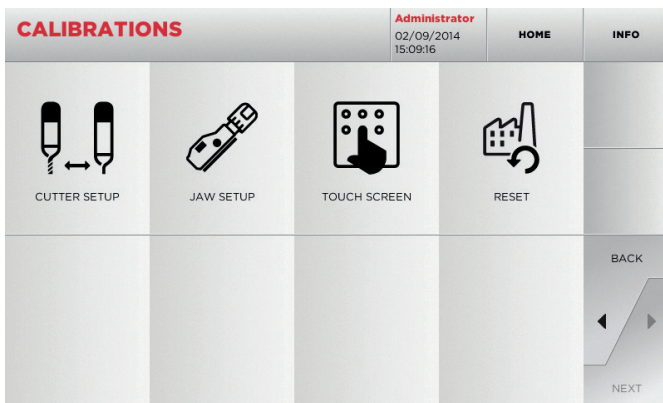 CALIBRATIONS
Administrator
02/09/2014
15:09:16
HOME
INFO
CUTTER SETUP
JAW SETUP
TOUCH SCREEN
RESET
BACK
NEXT